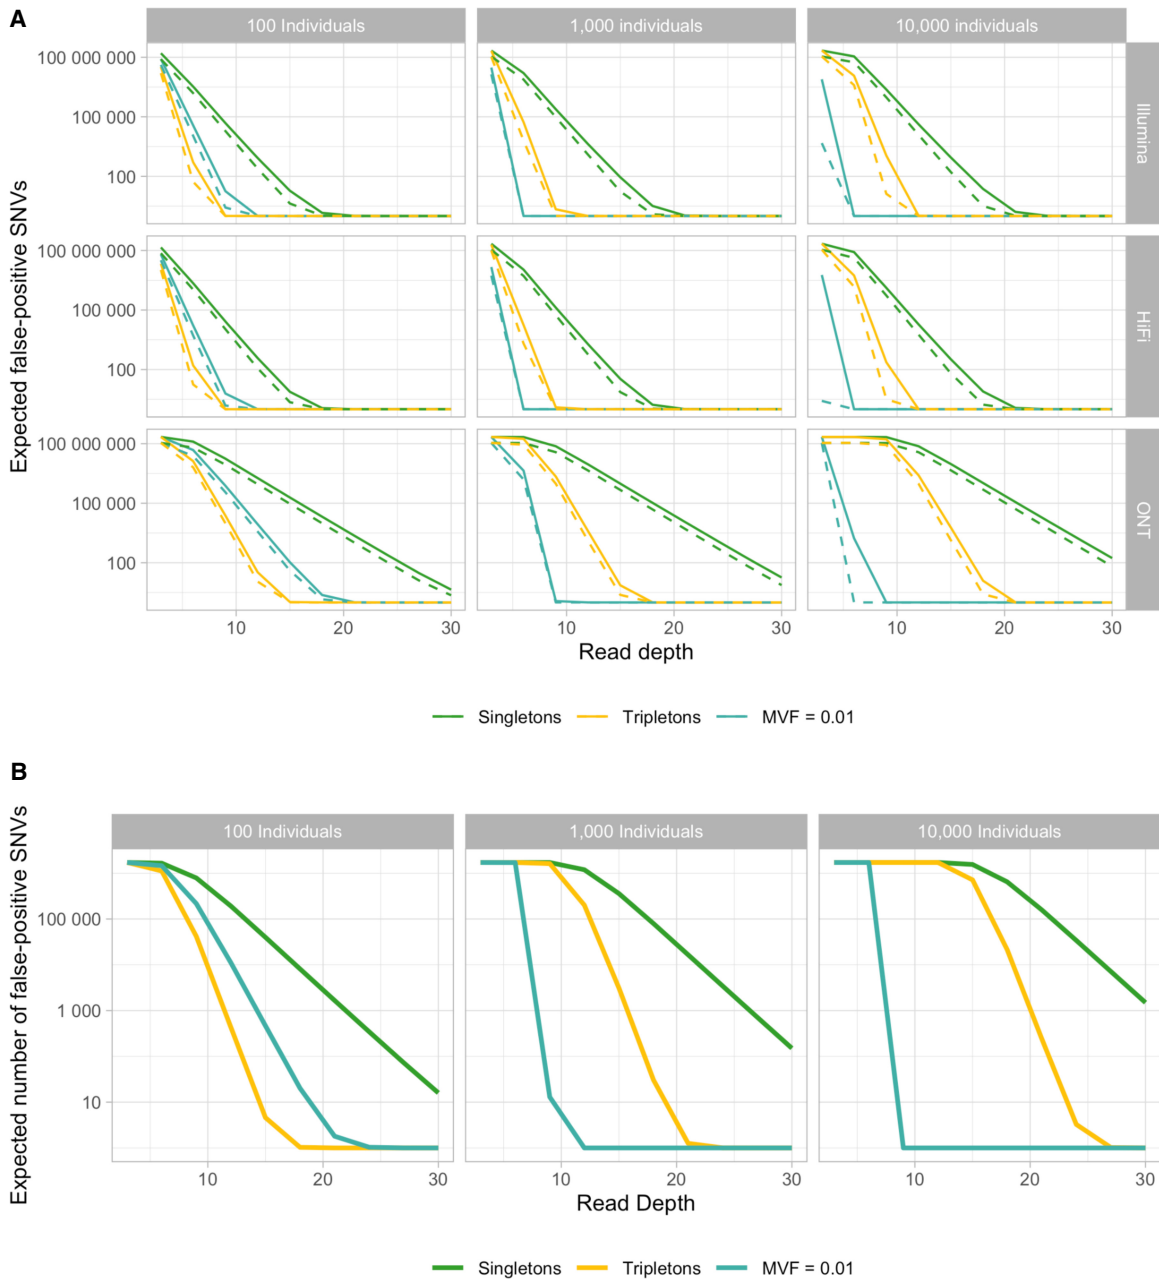 A
100 Individuals
1,000 Individuals
10,000 individuals
Expected false-positive SNVs
100 000 000
100 000
100
Illumina
100 000 000
100 000
100
HiFi
100 000 000
100 000
100
ONT
10 20 30 10 20 30 10 20 30
Read depth
Singletons Tripletons MVF = 0.01
B
100 Individuals
1,000 Individuals
10,000 Individuals
Expected number of false-positive SNVs
100 000
1 000
10
10 20 30 10 20 30 10 20 30
Read Depth
Singletons Tripletons MVF = 0.01